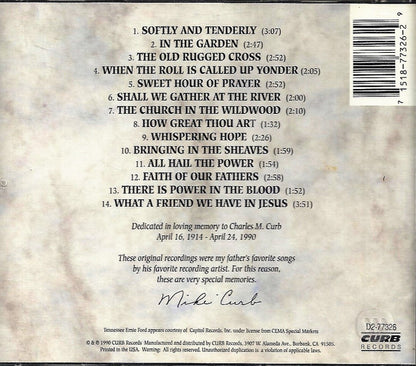 1. SOFTLY AND TENDERLY (3:07)
2. IN THE GARDEN (2:47)
3. THE OLD RUGGED CROSS (2:52)
4. WHEN THE ROLL IS CALLED UP YONDER (2:05)
5. SWEET HOUR OF PRAYER (2:52)
6. SHALL WE GATHER AT THE RIVER (2:00)
7. THE CHURCH IN THE WILDWOOD (2:10)
8. HOW GREAT THOU ART (1:32)
9. WHISPERING HOPE (2:26)
10. BRINGING IN THE SHEAVES (1:59)
11. ALL HAIL THE POWER (1:54)
12. FAITH OF OUR FATHERS (2:58)
13. THERE IS POWER IN THE BLOOD (1:52)
14. WHAT A FRIEND WE HAVE IN JESUS (3:51)
Dedicated in loving memory to Charles M. Curb
April 16, 1914 - April 24, 1990
These original recordings were my father's favorite songs
by his favorite recording artist. For this reason,
these are very special memories.
Mike Curb
Tennessee Ernie Ford appears courtesy of Capitol Records, Inc. under license from CEMA Special Markets
© & ℗ 1990 CURB Records. Manufactured and distributed by CURB Records, 3907 W. Alameda Ave., Burbank, CA 91505.
Printed in the USA. Warning: All rights reserved. Unauthorized duplication is a violation of applicable laws.
7 15187-7326-2 9
D2-77326
CURB
RECORDS